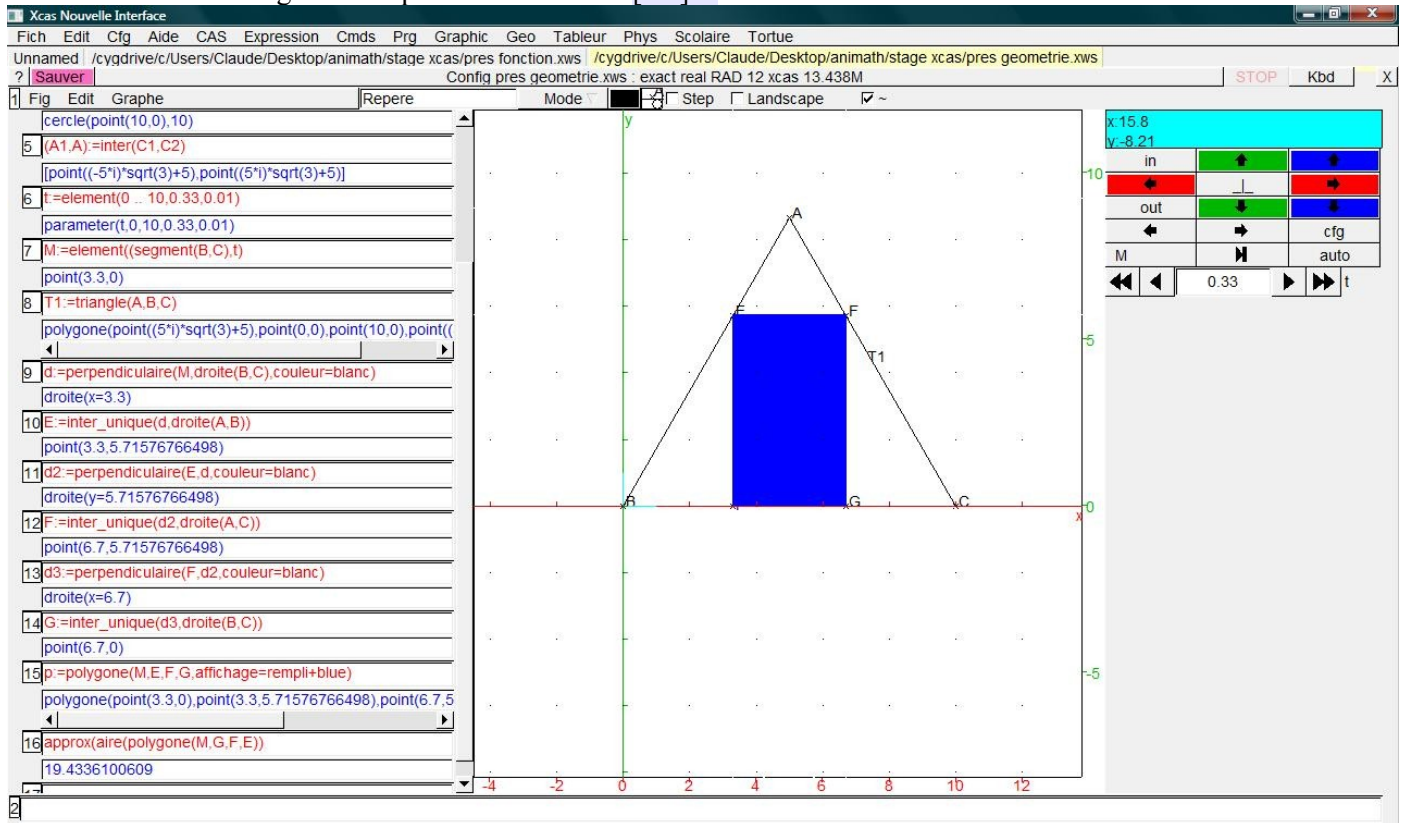 Xcas Nouvelle Interface
Fich Edit Cfg Aide CAS Expression Cmds Prg Graphic Geo Tableur Phys Scolaire Tortue
Unnamed /cygdrive/c/Users/Claude/Desktop/animath/stage xcas/pres fonction.xws /cygdrive/c/Users/Claude/Desktop/animath/stage xcas/pres geometrie.xws
? Sauver Config pres geometrie.xws : exact real RAD 12 xcas 13.438M STOP Kbd X
1 Fig Edit Graphe Repere Mode Step Landscape ~
cercle(point(10,0),10)
5 (A1,A):=inter(C1,C2)
[point((-5*i)*sqrt(3)+5),point((5*i)*sqrt(3)+5)]
6 t:=element(0 .. 10,0.33,0.01)
parameter(t,0,10,0.33,0.01)
7 M:=element((segment(B,C),t)
point(3.3,0)
8 T1:=triangle(A,B,C)
polygone(point((5*i)*sqrt(3)+5),point(0,0),point(10,0),point((
9 d:=perpendiculaire(M,droite(B,C),couleur=blanc)
droite(x=3.3)
10 E:=inter_unique(d,droite(A,B))
point(3.3,5.71576766498)
11 d2:=perpendiculaire(E,d,couleur=blanc)
droite(y=5.71576766498)
12 F:=inter_unique(d2,droite(A,C))
point(6.7,5.71576766498)
13 d3:=perpendiculaire(F,d2,couleur=blanc)
droite(x=6.7)
14 G:=inter_unique(d3,droite(B,C))
point(6.7,0)
15 p:=polygone(M,E,F,G,affichage=rempli+blue)
polygone(point(3.3,0),point(3.3,5.71576766498),point(6.7,5
16 approx(aire(polygone(M,G,F,E))
19.4336100609
2
y
10
A
E F
5
T1
B G C
0
x
-5
-4 -2 0 2 4 6 8 10 12
x:15.8
y:-8.21
in
_|_
out
cfg
M auto
0.33 t